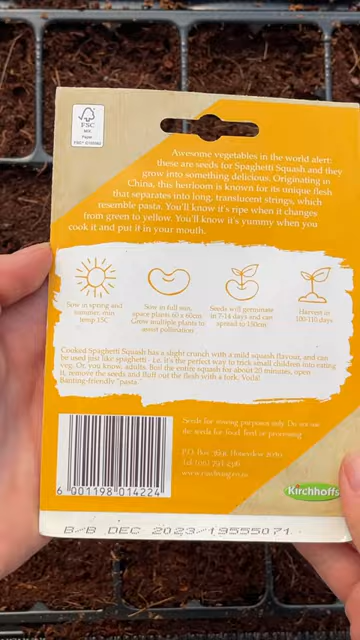 FSC
MIX
Paper
Awesome vegetables in the world alert:
these are seeds for Spaghetti Squash and they
grow into something delicious. Originating in
China, this heirloom is known for its unique flesh
that separates into long, translucent strings, which
resemble pasta. You'll know it's ripe when it changes
from green to yellow. You'll know it's yummy when you
cook it and put it in your mouth.
Sow in spring and
summer, min
temp 15C
Sow in full sun,
space plants 60 x 60cm
Grow multiple plants to
assist pollination
Seeds will germinate
in 7-14 days and can
spread to 150cm
Harvest in
100-110 days
Cooked Spaghetti Squash has a slight crunch with a mild squash flavour, and can
be used just like spaghetti - i.e. it's the perfect way to trick small children into eating
veg. Or, you know, adults. Boil the entire squash for about 20 minutes, open
it, remove the seeds and fluff out the flesh with a fork. Voda!
Banting-friendly "pasta"
Seeds for sowing purposes only. Do not use
the seeds for food, feed or processing
P.O. Box Honeydew 2040
Kirchhoffs
6 001198 014224
B/B DEC 2023/19555071